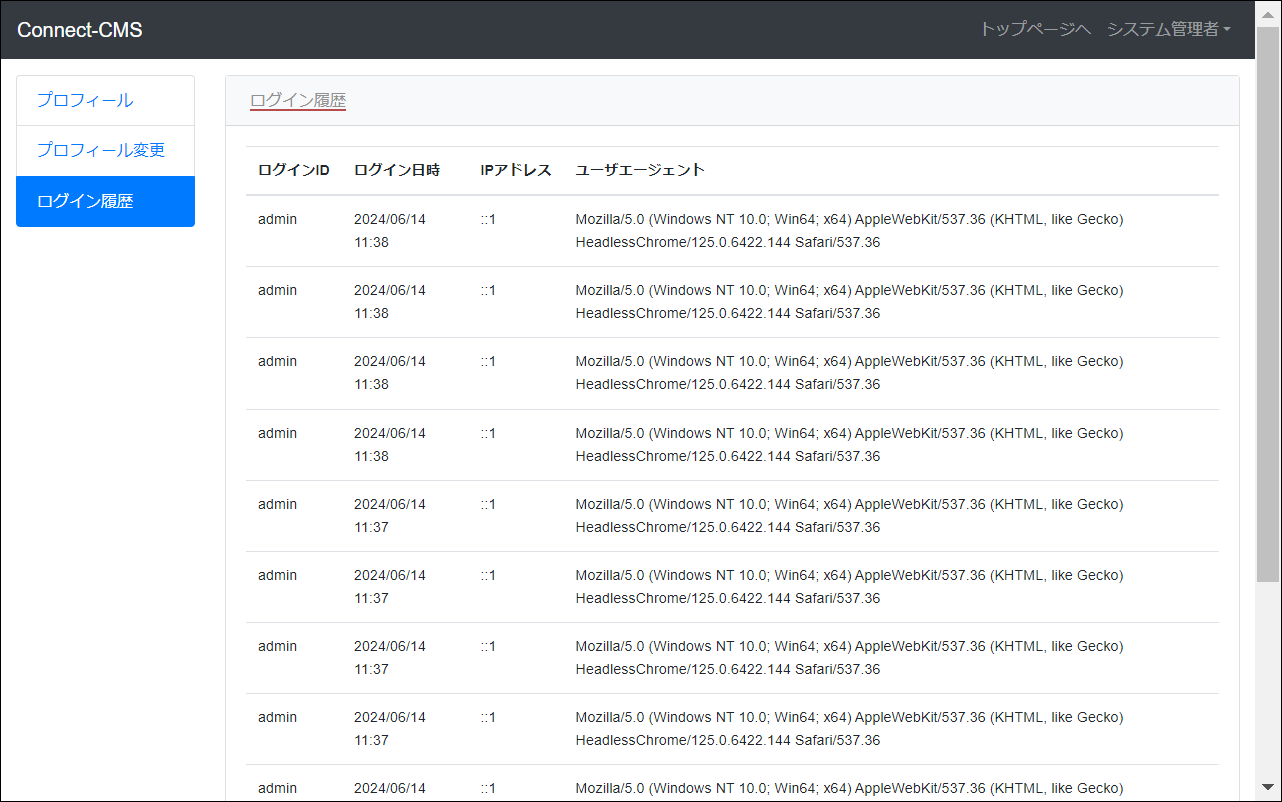 Connect-CMS
トップページへ システム管理者
プロフィール
プロフィール変更
ログイン履歴
ログイン履歴
ログインID ログイン日時 IPアドレス ユーザエージェント
admin 2024/06/14 ::1 Mozilla/5.0 (Windows NT 10.0; Win64; x64) AppleWebKit/537.36 (KHTML, like Gecko)
11:38 HeadlessChrome/125.0.6422.144 Safari/537.36
admin 2024/06/14 ::1 Mozilla/5.0 (Windows NT 10.0; Win64; x64) AppleWebKit/537.36 (KHTML, like Gecko)
11:38 HeadlessChrome/125.0.6422.144 Safari/537.36
admin 2024/06/14 ::1 Mozilla/5.0 (Windows NT 10.0; Win64; x64) AppleWebKit/537.36 (KHTML, like Gecko)
11:38 HeadlessChrome/125.0.6422.144 Safari/537.36
admin 2024/06/14 ::1 Mozilla/5.0 (Windows NT 10.0; Win64; x64) AppleWebKit/537.36 (KHTML, like Gecko)
11:38 HeadlessChrome/125.0.6422.144 Safari/537.36
admin 2024/06/14 ::1 Mozilla/5.0 (Windows NT 10.0; Win64; x64) AppleWebKit/537.36 (KHTML, like Gecko)
11:37 HeadlessChrome/125.0.6422.144 Safari/537.36
admin 2024/06/14 ::1 Mozilla/5.0 (Windows NT 10.0; Win64; x64) AppleWebKit/537.36 (KHTML, like Gecko)
11:37 HeadlessChrome/125.0.6422.144 Safari/537.36
admin 2024/06/14 ::1 Mozilla/5.0 (Windows NT 10.0; Win64; x64) AppleWebKit/537.36 (KHTML, like Gecko)
11:37 HeadlessChrome/125.0.6422.144 Safari/537.36
admin 2024/06/14 ::1 Mozilla/5.0 (Windows NT 10.0; Win64; x64) AppleWebKit/537.36 (KHTML, like Gecko)
11:37 HeadlessChrome/125.0.6422.144 Safari/537.36
admin 2024/06/14 ::1 Mozilla/5.0 (Windows NT 10.0; Win64; x64) AppleWebKit/537.36 (KHTML, like Gecko)